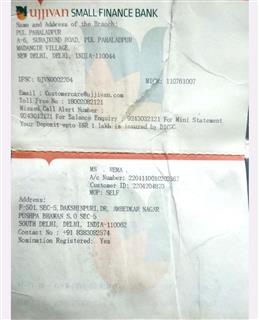 ujjivan SMALL FINANCE BANK
Name and Address of the Branch:
PUL PAHALADPUR
A-6, SURAJKUND ROAD, PUL PAHALADPUR
MADANGIR VILLAGE,
NEW DELHI, DELHI, INDIA-110044
IFSC: UJVN0002204 MICR: 110761007
Email : Customercare@ujjivan.com
Toll Free No : 18002082121
Missed Call Alert Number :
9243012121 For Balance Enquiry , 9243032121 For Mini Statement
Your Deposit upto INR 1 lakh is insured by DICGC
MS . HEMA .
A/c Number:
Customer ID: 2204204820
MOP: SELF
Address:
F-501, SEC-5,DAKSHINPURI,DR. AMBEDKAR NAGAR
PUSHPA BHAWAN S.O SEC-5
SOUTH DELHI, DELHI, INDIA-110062
Contact No : +91 8383082574
Nomination Registered: Yes